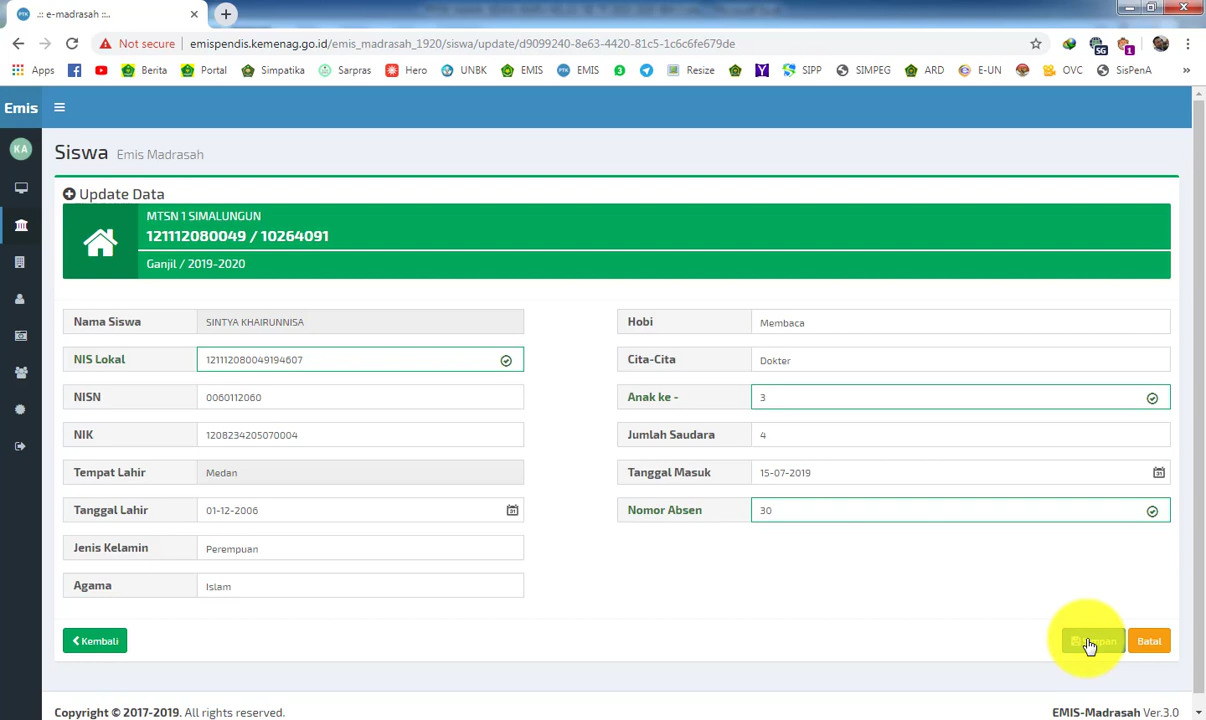 .:: e-madrasah ::..
Not secure
emispendis.kemenag.go.id/emis_madrasah_1920/siswa/update/d9099240-8e63-4420-81c5-1c6c6fe679de
Apps
Berita
Portal
Simpatika
Sarpras
Hero
UNBK
EMIS
EMIS
Resize
SIPP
SIMPEG
ARD
E-UN
OVC
SisPenA
»
Emis
KA
Siswa Emis Madrasah
Update Data
MTSN 1 SIMALUNGUN
121112080049 / 10264091
Ganjil / 2019-2020
Nama Siswa SINTYA KHAIRUNNISA
NIS Lokal 121112080049194607
NISN 0060112060
NIK 1208234205070004
Tempat Lahir Medan
Tanggal Lahir 01-12-2006
Jenis Kelamin Perempuan
Agama Islam
Hobi Membaca
Cita-Cita Dokter
Anak ke - 3
Jumlah Saudara 4
Tanggal Masuk 15-07-2019
Nomor Absen 30
Kembali
Simpan
Batal
Copyright © 2017-2019. All rights reserved.
EMIS-Madrasah Ver.3.0